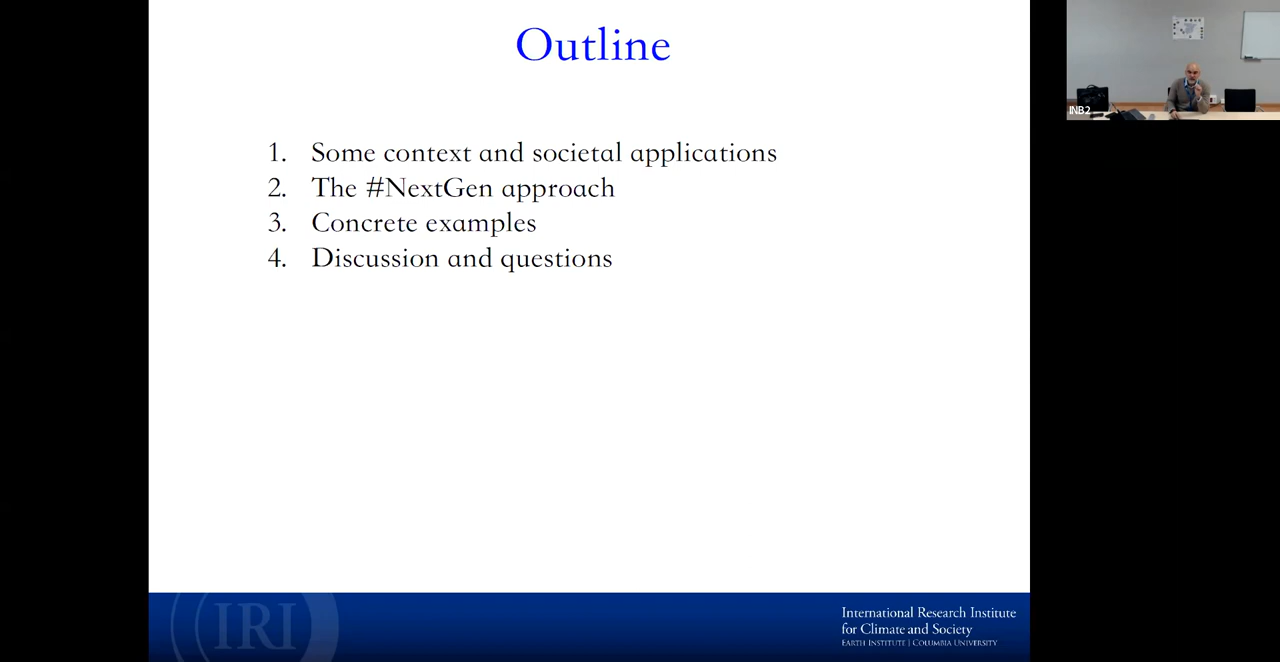 Outline
1. Some context and societal applications
2. The #NextGen approach
3. Concrete examples
4. Discussion and questions
IRI
International Research Institute
for Climate and Society
EARTH INSTITUTE | COLUMBIA UNIVERSITY
INB2